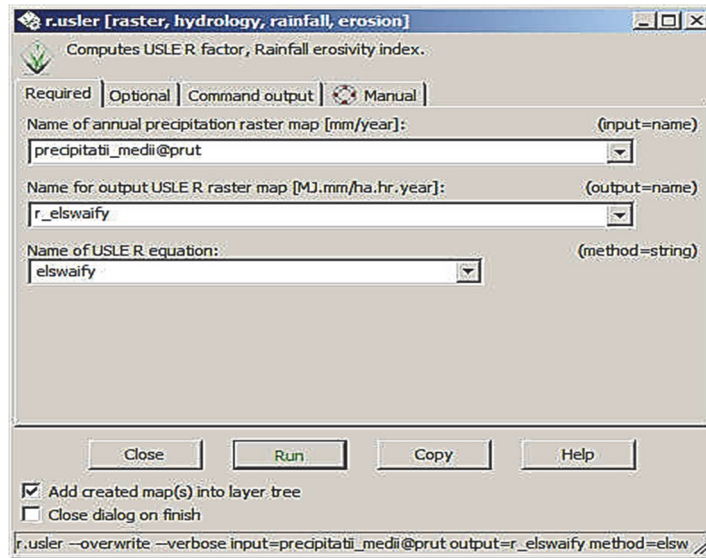 r.usler [raster, hydrology, rainfall, erosion]
Computes USLE R factor, Rainfall erosivity index.
Required Optional Command output Manual
Name of annual precipitation raster map [mm/year]: (input=name)
precipitatii_medii@prut
Name for output USLE R raster map [MJ.mm/ha.hr.year]: (output=name)
r_elswaify
Name of USLE R equation: (method=string)
elswaify
Close Run Copy Help
Add created map(s) into layer tree
Close dialog on finish
r.usler --overwrite --verbose input=precipitatii_medii@prut output=r_elswaify method=elsw